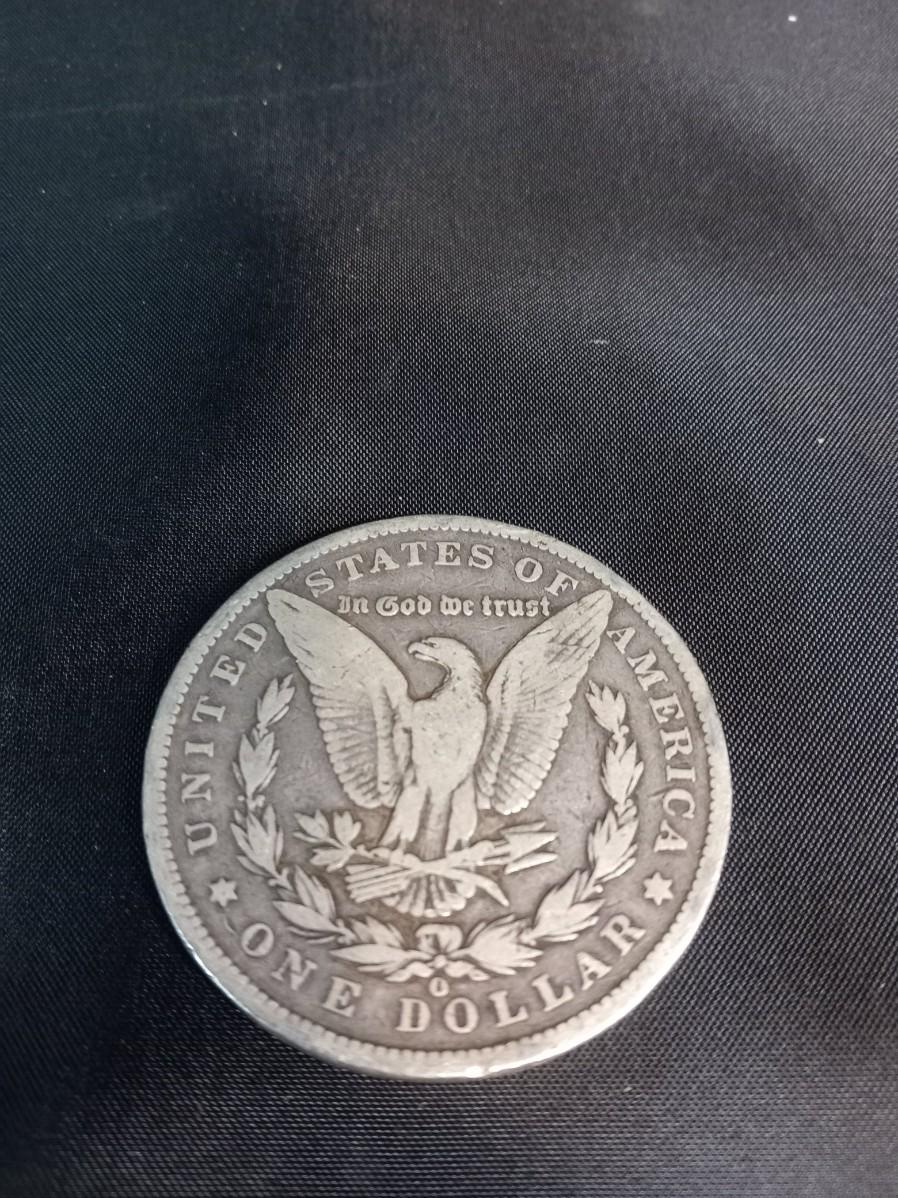 UNITED STATES OF AMERICA
In God we trust
O
ONE DOLLAR